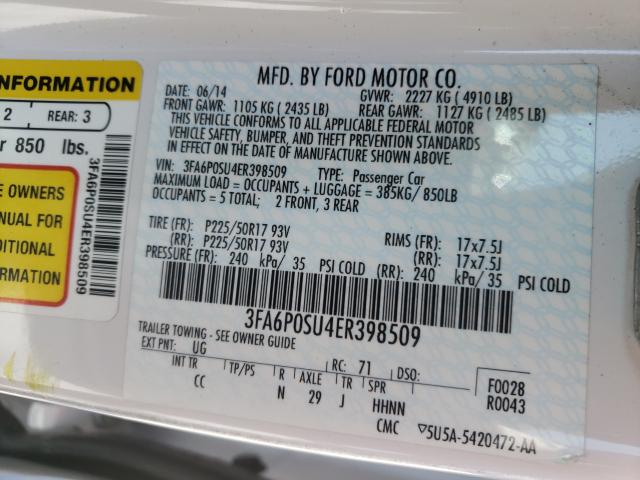 NFORMATION
2 REAR: 3
r 850 lbs.
E OWNERS
NUAL FOR
DITIONAL
ORMATION
3FA6P0SU4ER398509
MFD. BY FORD MOTOR CO.
DATE: 06/14 GVWR: 2227 KG ( 4910 LB)
FRONT GAWR: 1105 KG ( 2435 LB) REAR GAWR: 1127 KG ( 2485 LB)
THIS VEHICLE CONFORMS TO ALL APPLICABLE FEDERAL MOTOR
VEHICLE SAFETY, BUMPER, AND THEFT PREVENTION STANDARDS
IN EFFECT ON THE DATE OF MANUFACTURE SHOWN ABOVE.
VIN: 3FA6P0SU4ER398509 TYPE: Passenger Car
MAXIMUM LOAD = OCCUPANTS + LUGGAGE = 385KG/ 850LB
OCCUPANTS = 5 TOTAL; 2 FRONT, 3 REAR
TIRE (FR): P225/50R17 93V RIMS (FR): 17x7.5J
(RR): P225/50R17 93V (RR): 17x7.5J
PRESSURE (FR): 240 kPa/ 35 PSI COLD (RR): 240 kPa/ 35 PSI COLD
3FA6P0SU4ER398509
TRAILER TOWING - SEE OWNER GUIDE
EXT PNT: UG RC: 71 DSO:
INT TR TP/PS R AXLE TR SPR F0028
CC N 29 J HHNN R0043
CMC 5U5A-5420472-AA